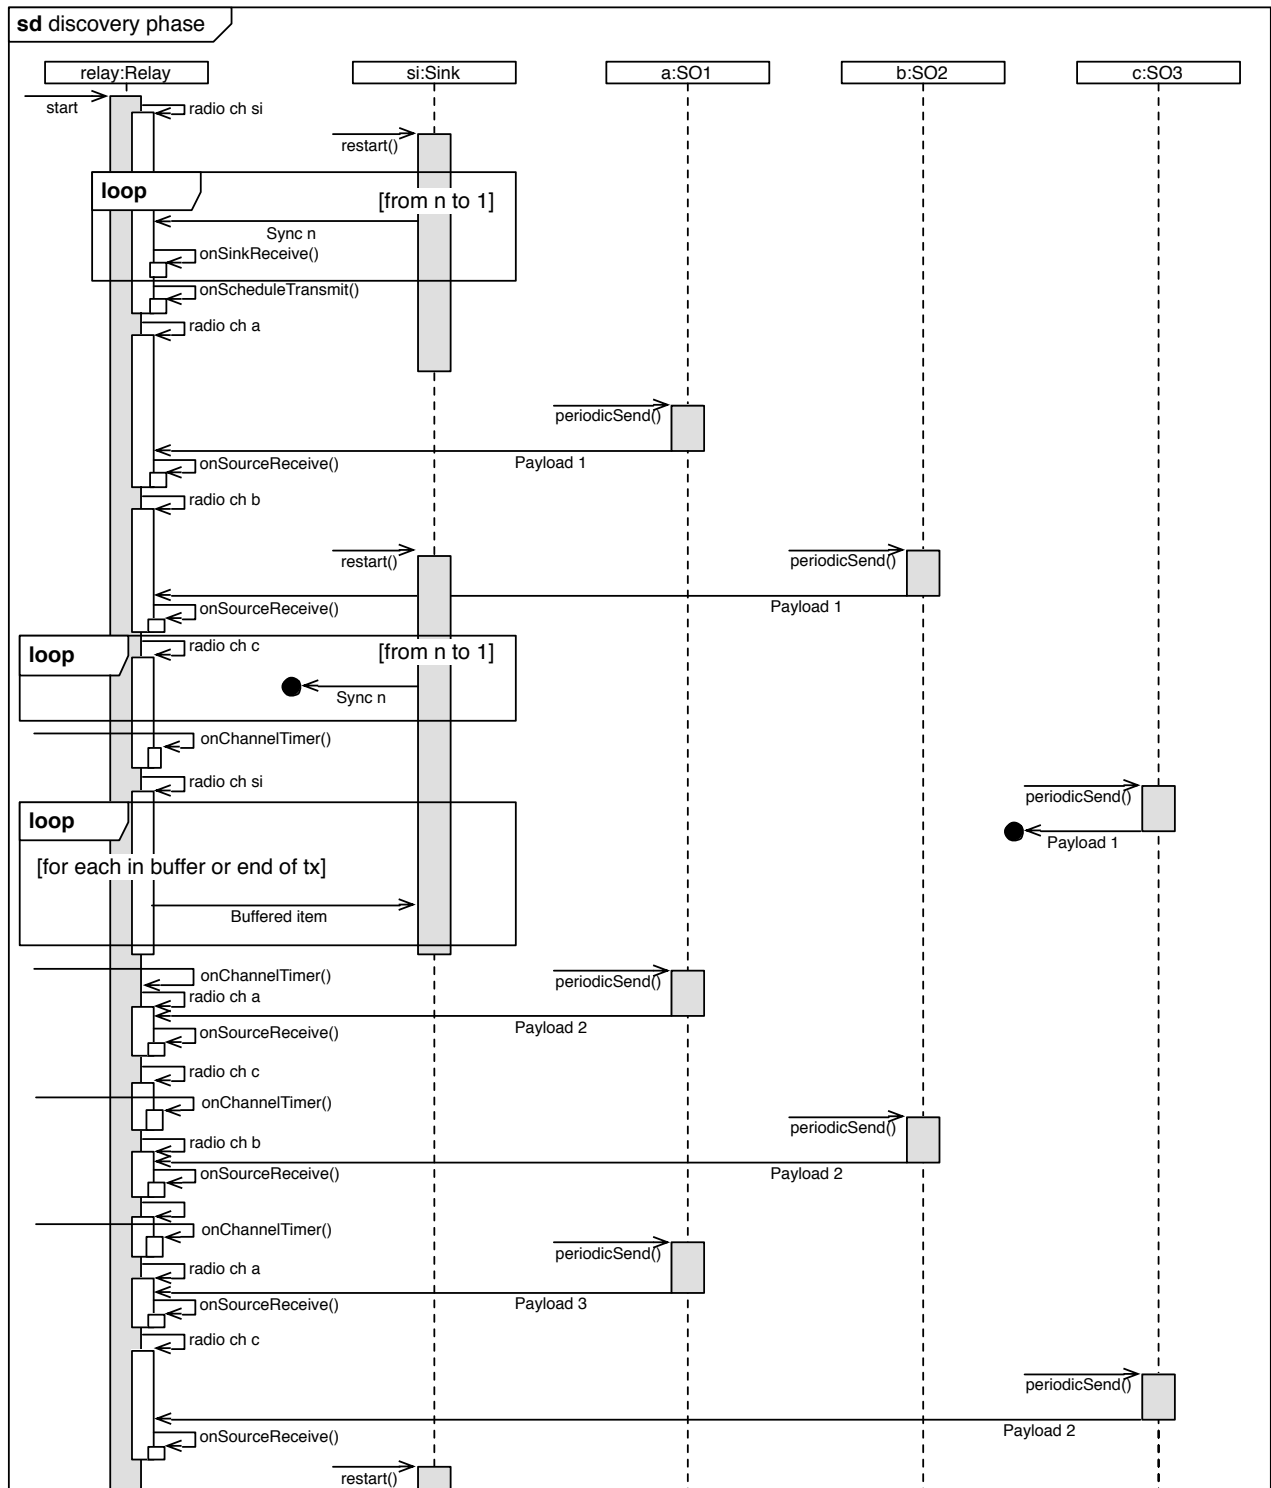 sd discovery phase
relay:Relay si:Sink a:SO1 b:SO2 c:SO3
start
radio ch si
restart()
loop [from n to 1]
Sync n
onSinkReceive()
onScheduleTransmit()
radio ch a
periodicSend()
Payload 1
onSourceReceive()
radio ch b
restart() periodicSend()
Payload 1
onSourceReceive()
radio ch c
loop [from n to 1]
Sync n
onChannelTimer()
radio ch si
periodicSend()
loop
Payload 1
[for each in buffer or end of tx]
Buffered item
onChannelTimer()
periodicSend()
radio ch a
Payload 2
onSourceReceive()
radio ch c
onChannelTimer()
periodicSend()
radio ch b
Payload 2
onSourceReceive()
onChannelTimer()
periodicSend()
radio ch a
Payload 3
onSourceReceive()
radio ch c
periodicSend()
Payload 2
onSourceReceive()
restart()